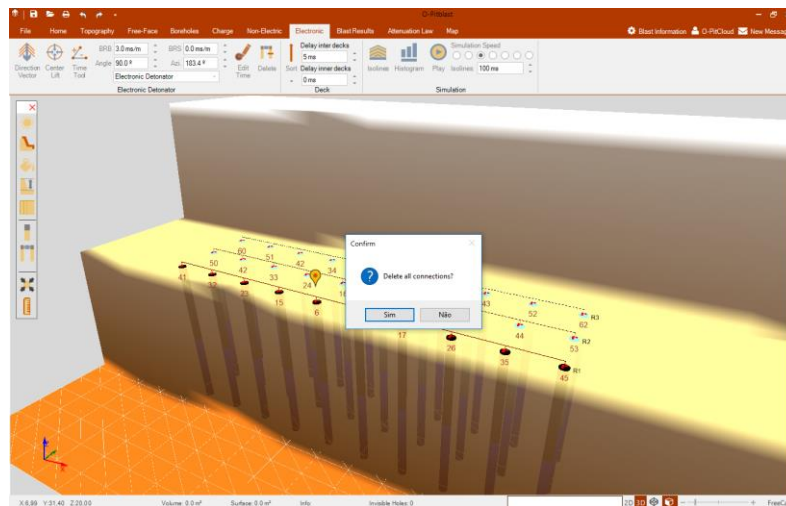 O-Pitblast
File Home Topography Free-Face Boreholes Charge Non-Electric Electronic Blast Results Attenuation Law Map
Blast Information O-PitCloud New Messag
BRB 3.0 ms/m BRS 0.0 ms/m
Angle 90.0 º Azi. 183.4 º
Electronic Detonator
Direction Vector Center Lift Time Tool
Edit Time Delete Sort
Delay inter decks
5 ms
Delay inner decks
0 ms
Isolines Histogram Play
Simulation Speed
Isolines 100 ms
Electronic Detonator Deck Simulation
Confirm
Delete all connections?
Sim Não
60 51 42 34
50 42 33 24 16
41 32 23 15 6
43 52 62 R3
44 53 R2
17 26 35 45 R1
X:6,99 Y:31,40 Z:20,00 Volume: 0.0 m³ Surface: 0.0 m² Info: Invisible Holes: 0 2D 3D FreeCa